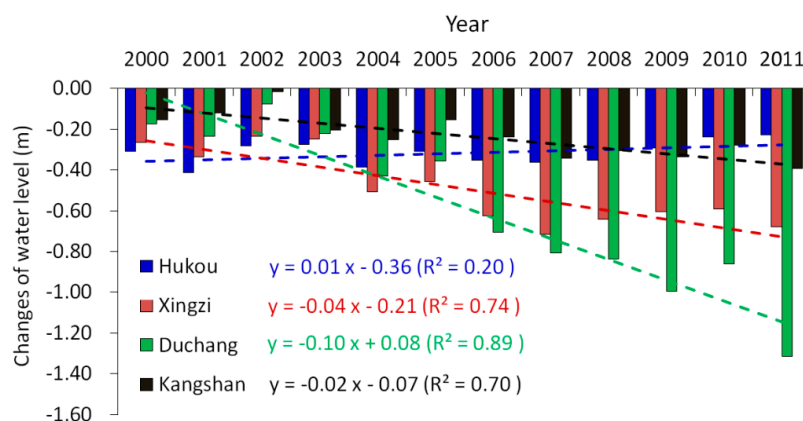 Year
2000 2001 2002 2003 2004 2005 2006 2007 2008 2009 2010 2011
0.00
-0.20
-0.40
-0.60
-0.80
-1.00
-1.20
-1.40
-1.60
Changes of water level (m)
Hukou y = 0.01 x - 0.36 (R² = 0.20 )
Xingzi y = -0.04 x - 0.21 (R² = 0.74 )
Duchang y = -0.10 x + 0.08 (R² = 0.89 )
Kangshan y = -0.02 x - 0.07 (R² = 0.70 )